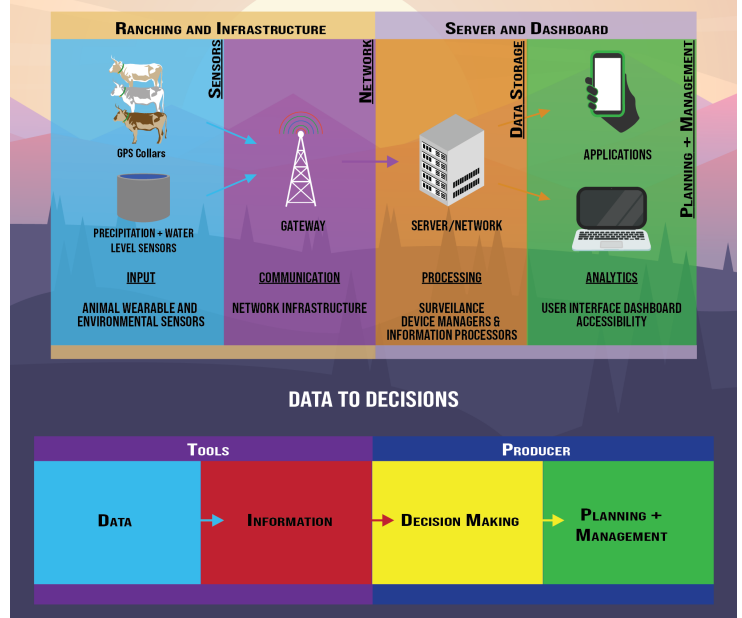 Ranching and Infrastructure
Server and Dashboard
Sensors
Network
Data Storage
Planning + Management
GPS Collars
PRECIPITATION + WATER
LEVEL SENSORS
GATEWAY
SERVER/NETWORK
APPLICATIONS
INPUT
COMMUNICATION
PROCESSING
ANALYTICS
ANIMAL WEARABLE AND
ENVIRONMENTAL SENSORS
NETWORK INFRASTRUCTURE
SURVEILANCE
DEVICE MANAGERS &
INFORMATION PROCESSORS
USER INTERFACE DASHBOARD
ACCESSIBILITY
DATA TO DECISIONS
Tools
Producer
Data
Information
Decision Making
Planning +
Management